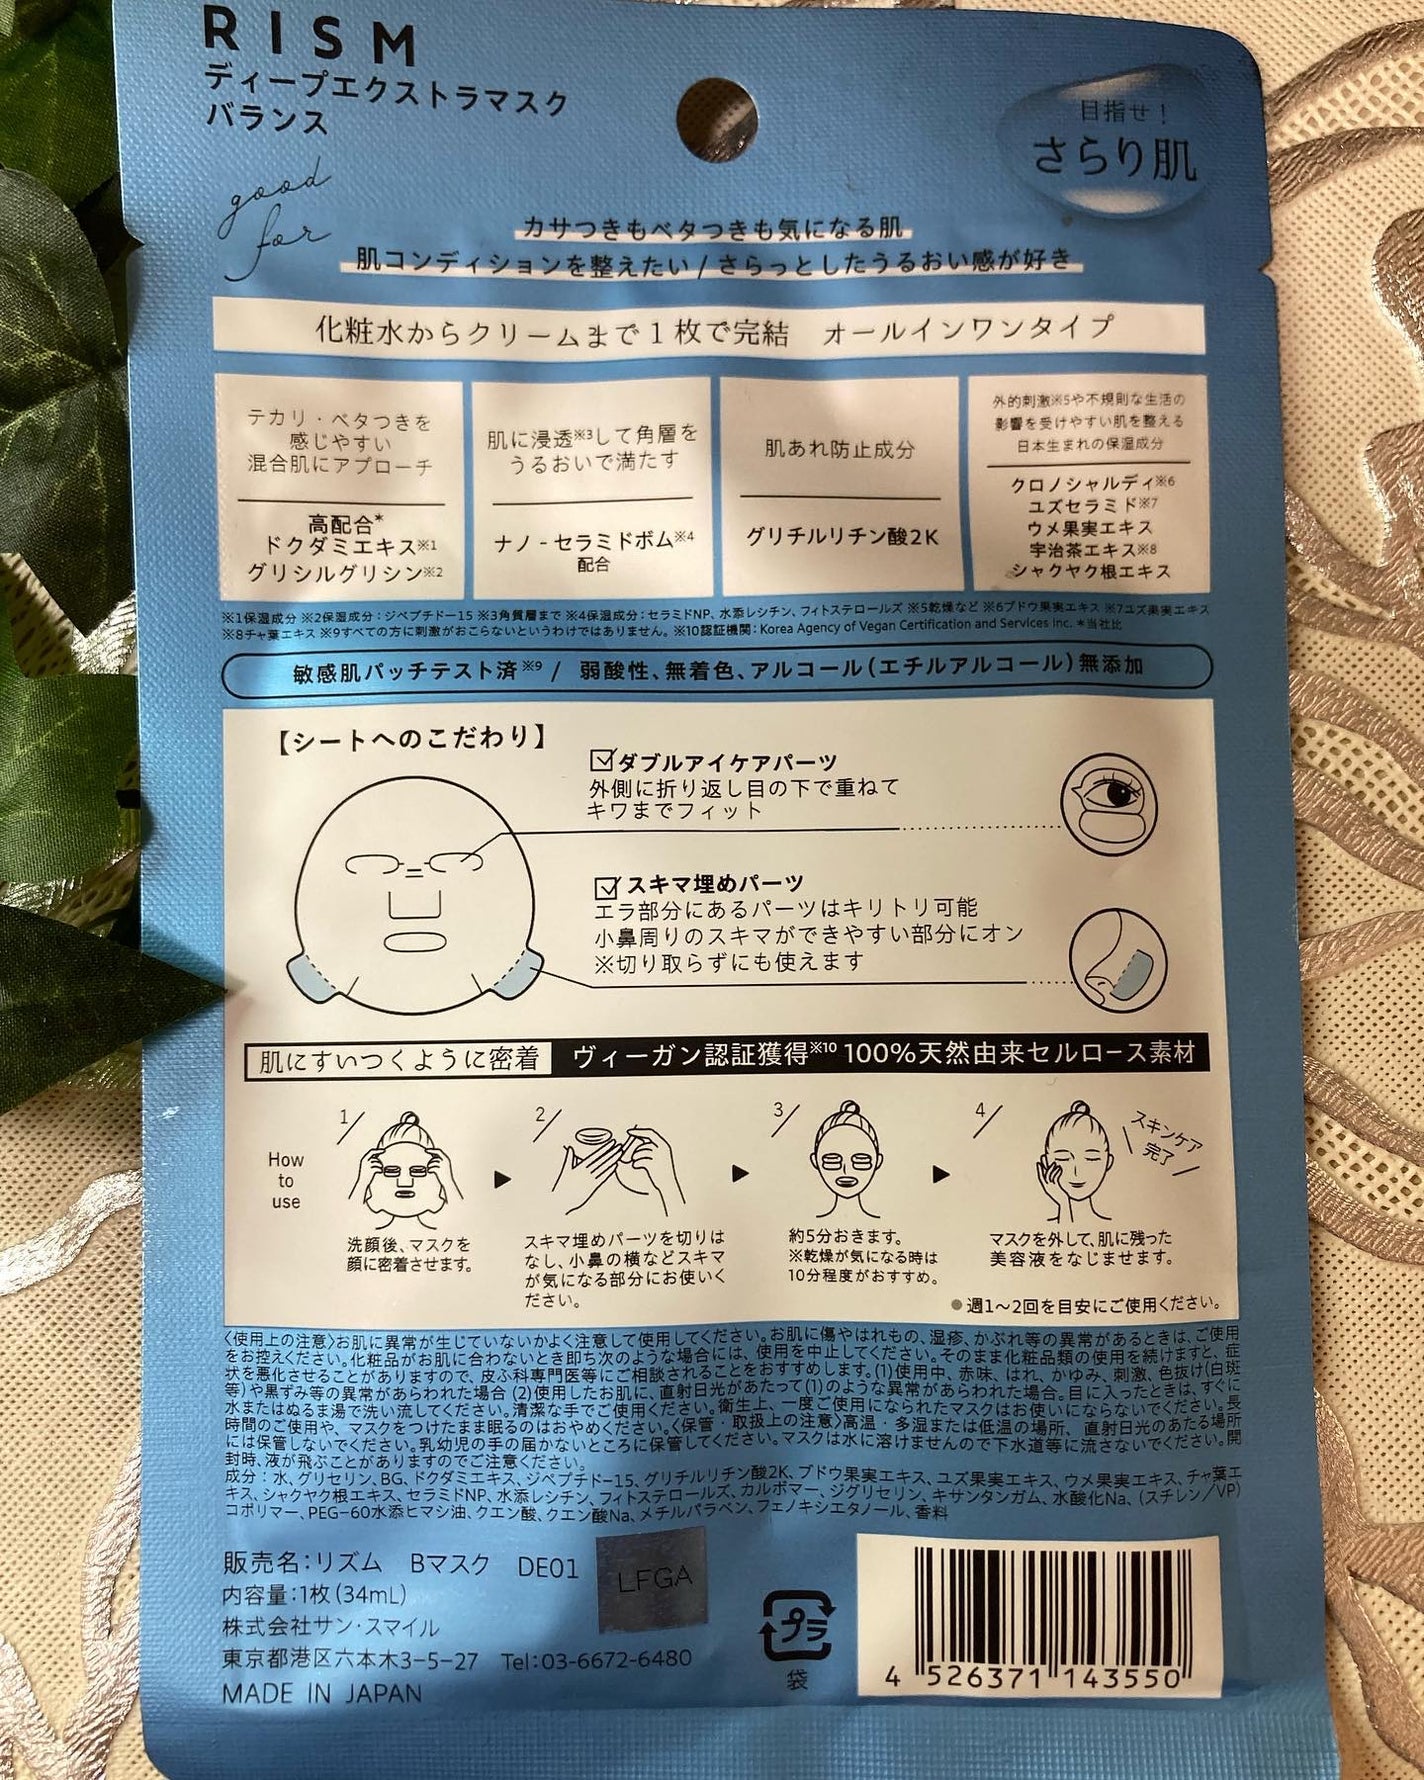 RISM
ディープエクストラマスク
バランス
good
for
目指せ！
さらり肌
カサつきもベタつきも気になる肌
肌コンディションを整えたい / さらっとしたうるおい感が好き
化粧水からクリームまで1枚で完結　オールインワンタイプ
テカリ・ベタつきを
感じやすい
混合肌にアプローチ
高配合*
ドクダミエキス※1
グリシルグリシン※2
肌に浸透※3して角層を
うるおいで満たす
ナノ - セラミドボム※4
配合
肌あれ防止成分
グリチルリチン酸2K
外的刺激※5や不規則な生活の
影響を受けやすい肌を整える
日本生まれの保湿成分
クロノシャルディ※6
ユズセラミド※7
ウメ果実エキス
宇治茶エキス※8
シャクヤク根エキス
※1保湿成分 ※2保湿成分：ジペプチド-15 ※3角質層まで ※4保湿成分：セラミドNP、水添レシチン、フィトステロールズ ※5乾燥など ※6ブドウ果実エキス ※7ユズ果実エキス
※8チャ葉エキス ※9すべての方に刺激がおこらないというわけではありません。 ※10認証機関：Korea Agency of Vegan Certification and Services Inc. *当社比
敏感肌パッチテスト済※9 / 弱酸性、無着色、アルコール(エチルアルコール)無添加
【シートへのこだわり】
ダブルアイケアパーツ
外側に折り返し目の下で重ねて
キワまでフィット
スキマ埋めパーツ
エラ部分にあるパーツはキリトリ可能
小鼻周りのスキマができやすい部分にオン
※切り取らずにも使えます
肌にすいつくように密着 ヴィーガン認証獲得※10 100%天然由来セルロース素材
How
to
use
1/
洗顔後、マスクを
顔に密着させます。
2/
スキマ埋めパーツを切りは
なし、小鼻の横などスキマ
が気になる部分にお使いく
ださい。
3/
約5分おきます。
※乾燥が気になる時は
10分程度がおすすめ。
4/
スキンケア
完了
マスクを外して、肌に残った
美容液をなじませます。
●週1〜2回を目安にご使用ください。
〈使用上の注意〉お肌に異常が生じていないかよく注意して使用してください。お肌に傷やはれもの、湿疹、かぶれ等の異常があるときは、ご使用
をお控えください。化粧品がお肌に合わないとき即ち次のような場合には、使用を中止してください。そのまま化粧品類の使用を続けますと、症
状を悪化させることがありますので、皮ふ科専門医等にご相談されることをおすすめします。(1)使用中、赤味、はれ、かゆみ、刺激、色抜け(白斑
等)や黒ずみ等の異常があらわれた場合 (2)使用したお肌に、直射日光があたって(1)のような異常があらわれた場合。目に入ったときは、すぐに
水またはぬるま湯で洗い流してください。清潔な手でご使用ください。衛生上、一度ご使用になられたマスクはお使いにならないでください。長
時間のご使用や、マスクをつけたまま眠るのはおやめください。〈保管・取扱上の注意〉高温・多湿または低温の場所、直射日光のあたる場所
には保管しないでください。乳幼児の手の届かないところに保管してください。マスクは水に溶けませんので下水道等に流さないでください。開
封時、液が飛ぶことがありますのでご注意ください。
成分：水、グリセリン、BG、ドクダミエキス、ジペプチド-15、グリチルリチン酸2K、ブドウ果実エキス、ユズ果実エキス、ウメ果実エキス、チャ葉エ
キス、シャクヤク根エキス、セラミドNP、水添レシチン、フィトステロールズ、カルボマー、ジグリセリン、キサンタンガム、水酸化Na、(スチレン/VP)
コポリマー、PEG-60水添ヒマシ油、クエン酸、クエン酸Na、メチルパラベン、フェノキシエタノール、香料
販売名：リズム　Bマスク　DE01
LFGA
内容量：1枚(34mL)
株式会社サン・スマイル
東京都港区六本木3-5-27　Tel：03-6672-6480
MADE IN JAPAN
プラ
袋
4 526371 143550